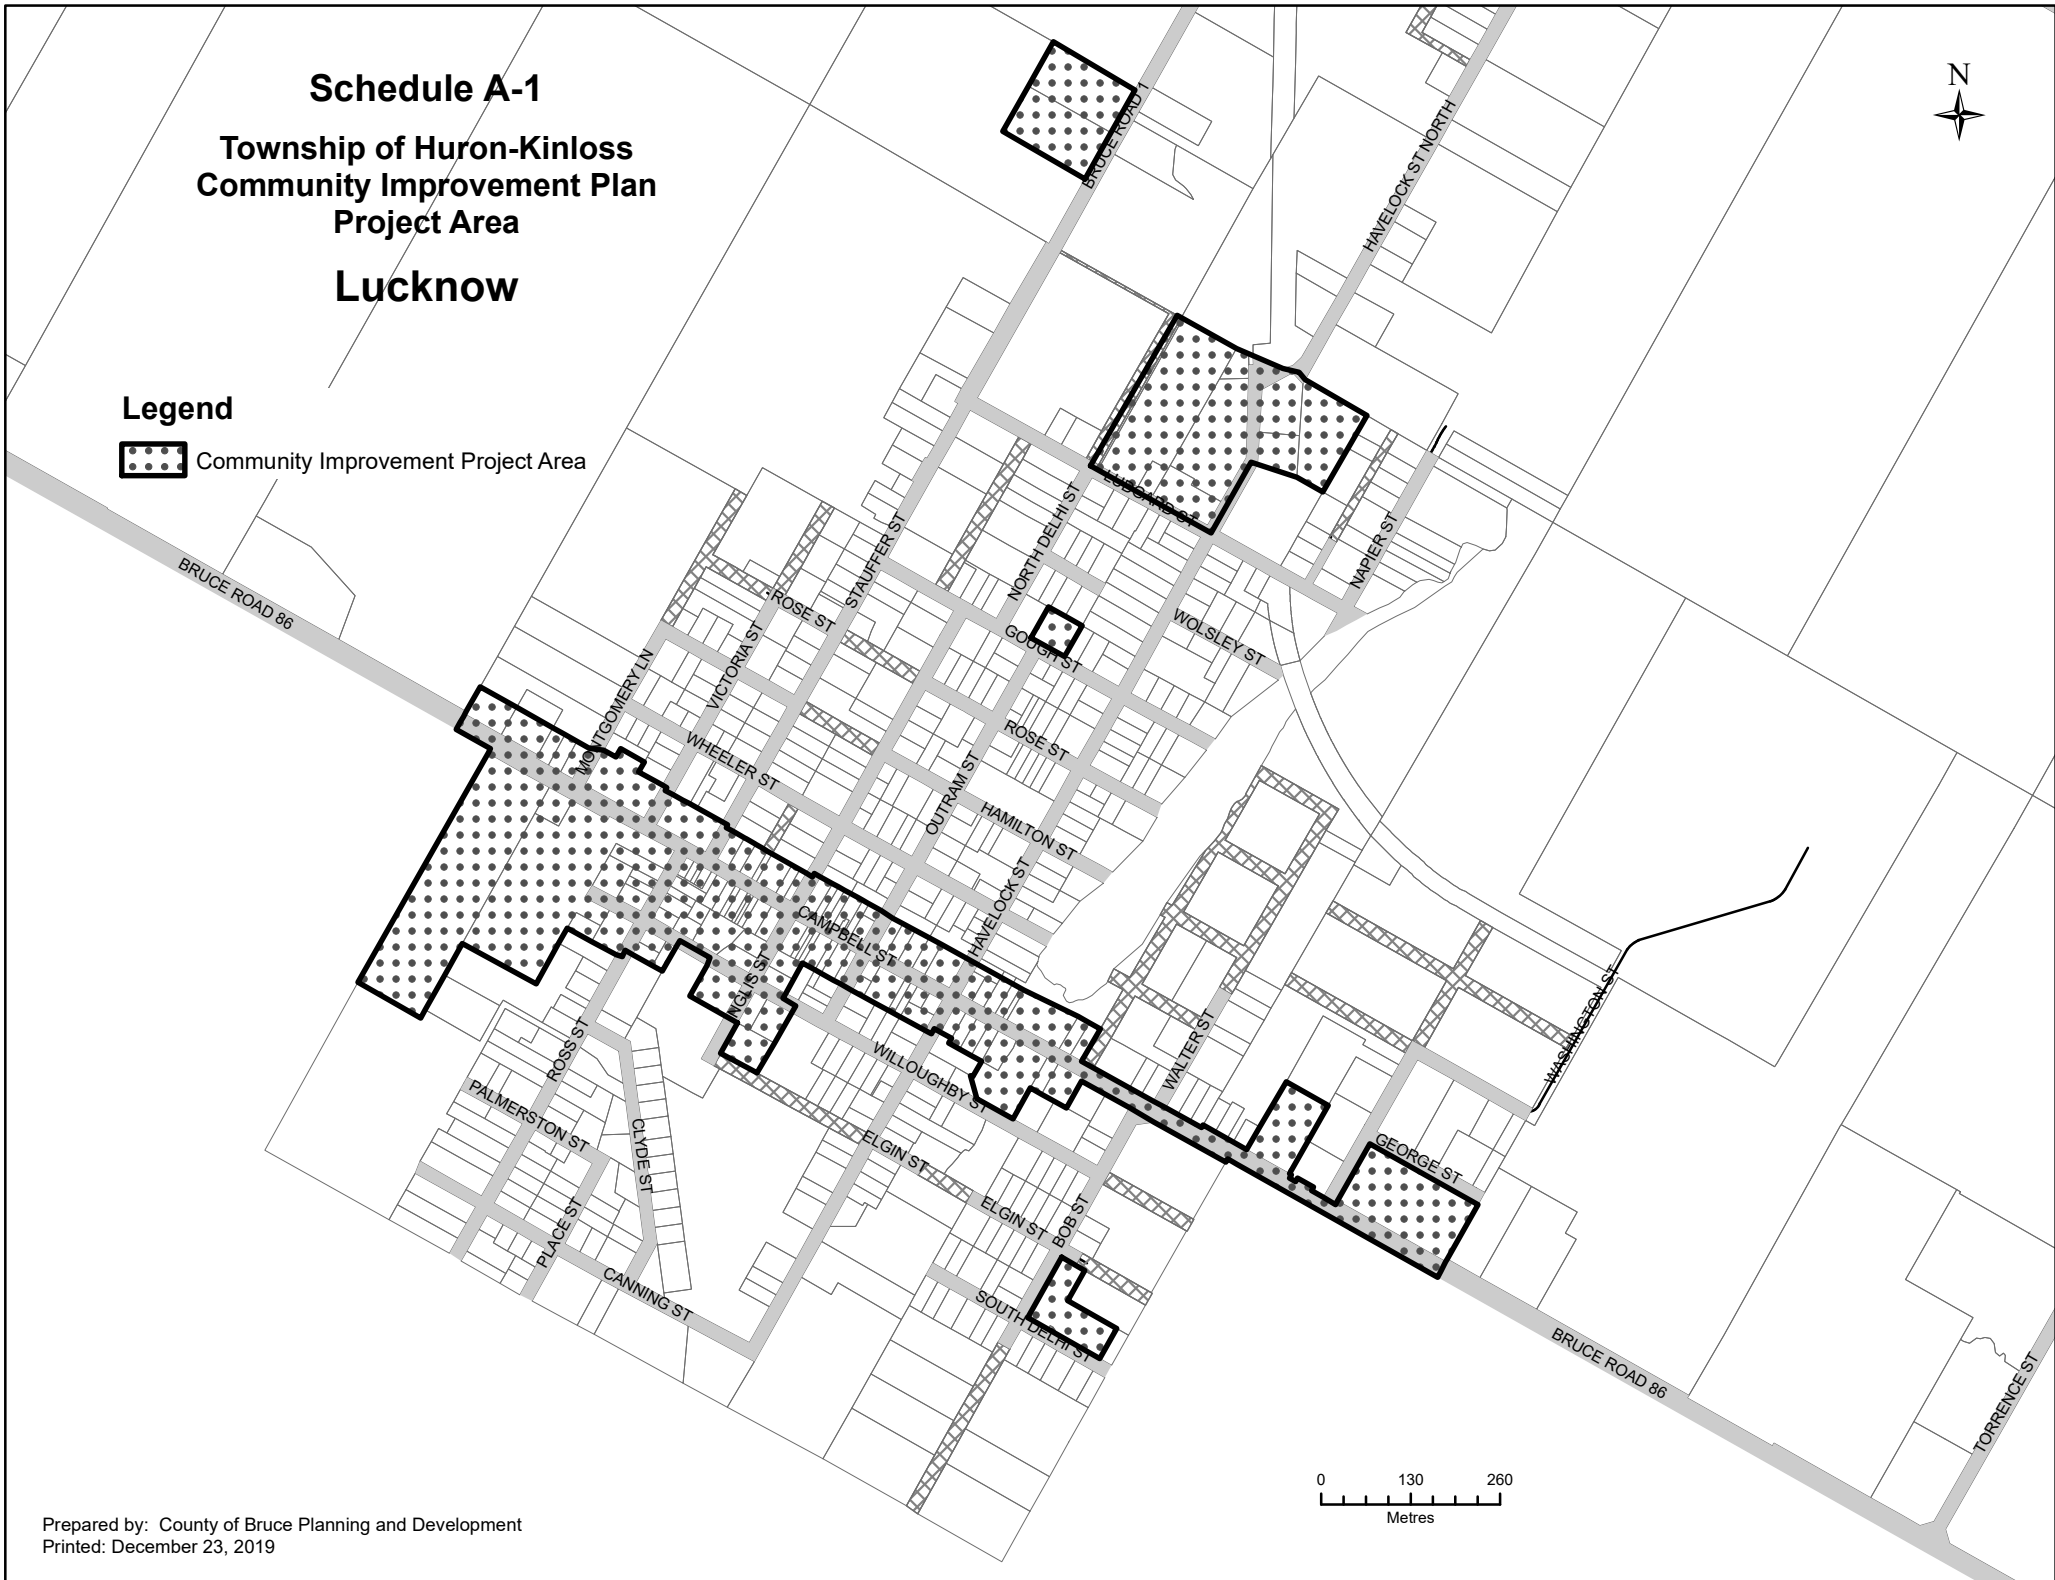 Schedule A-1
Township of Huron-Kinloss
Community Improvement Plan
Project Area
Lucknow
N
Legend
Community Improvement Project Area
BRUCE ROAD 1
HAVELOCK ST NORTH
LUDGARD ST
NORTH DELHI ST
NAPIER ST
STAUFFER ST
BRUCE ROAD 86
ROSE ST
GOUGH ST
WOLSLEY ST
VICTORIA ST
MONTGOMERY LN
WHEELER ST
ROSE ST
OUTRAM ST
HAMILTON ST
HAVELOCK ST
CAMPBELL ST
INGLIS ST
WILLOUGHBY ST
WALTER ST
WASHINGTON ST
ROSS ST
PALMERSTON ST
CLYDE ST
ELGIN ST
ELGIN ST
GEORGE ST
PLACE ST
BOB ST
CANNING ST
SOUTH DELHI ST
BRUCE ROAD 86
TORRENCE ST
0 130 260
Metres
Prepared by: County of Bruce Planning and Development
Printed: December 23, 2019